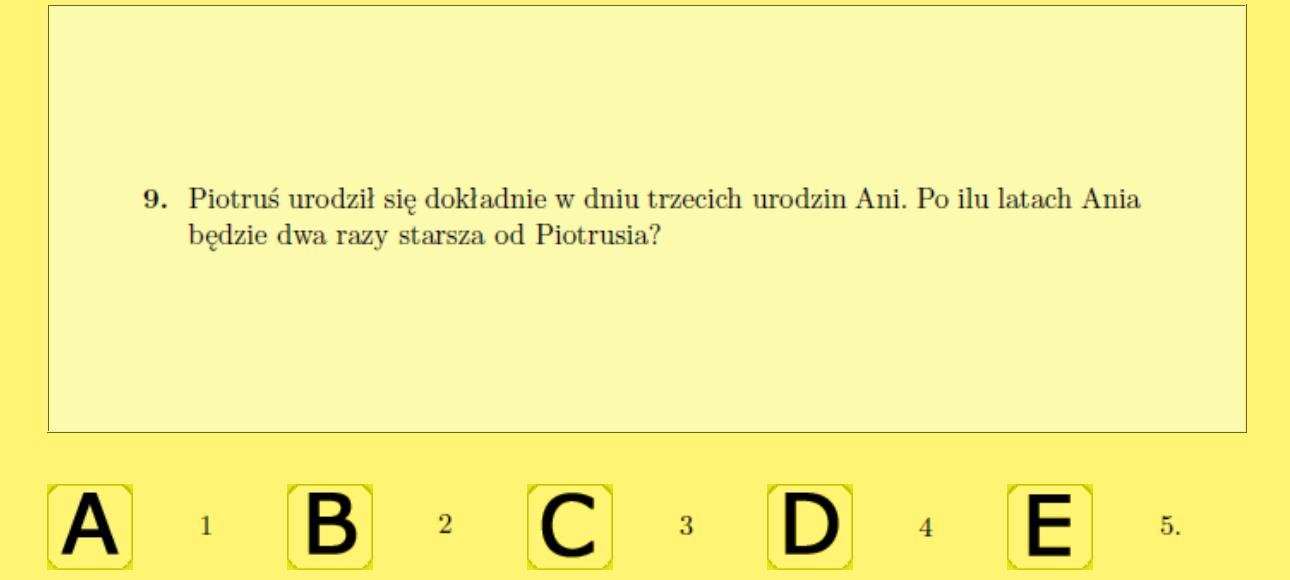 9. Piotruś urodził się dokładnie w dniu trzecich urodzin Ani. Po ilu latach Ania
będzie dwa razy starsza od Piotrusia?
A 1 B 2 C 3 D 4 E 5.